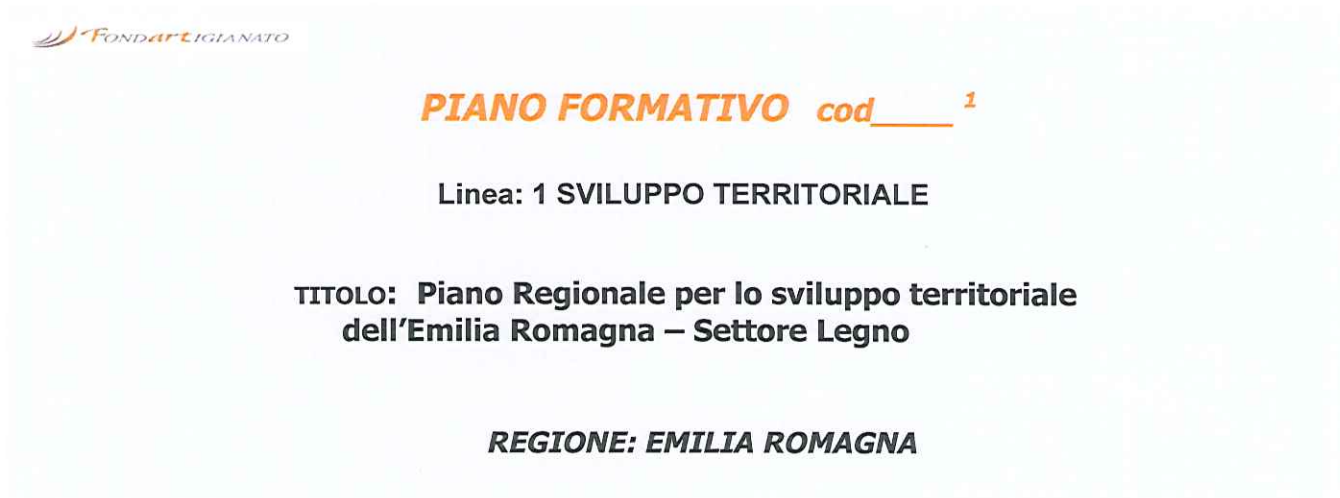 FONDARTIGIANATO
PIANO FORMATIVO cod____ 1
Linea: 1 SVILUPPO TERRITORIALE
TITOLO: Piano Regionale per lo sviluppo territoriale
dell'Emilia Romagna – Settore Legno
REGIONE: EMILIA ROMAGNA